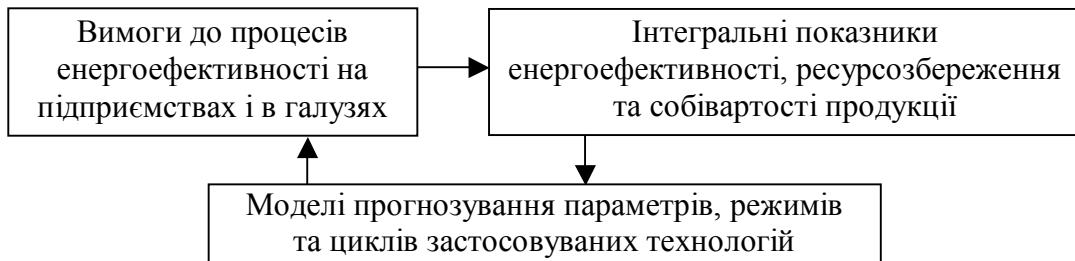 Вимоги до процесів
енергоефективності на
підприємствах і в галузях
Інтегральні показники
енергоефективності, ресурсозбереження
та собівартості продукції
Моделі прогнозування параметрів, режимів
та циклів застосовуваних технологій